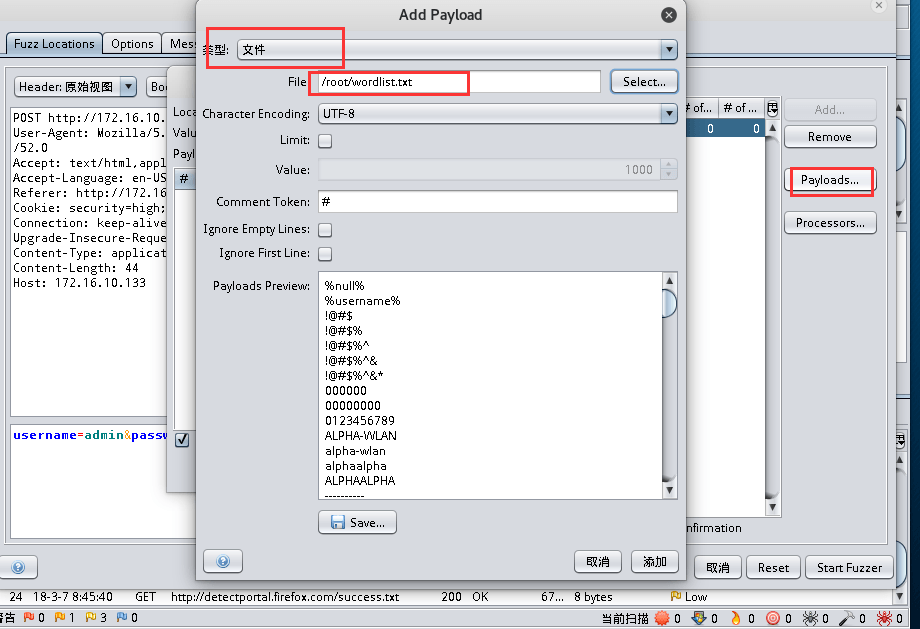 Add Payload
Fuzz Locations
Options
Mess
类型:
文件
Header: 原始视图
Bod
File
/root/wordlist.txt
Select...
Character Encoding:
UTF-8
Limit:
Value:
1000
Comment Token:
#
Ignore Empty Lines:
Ignore First Line:
Payloads Preview:
%null%
%username%
!@#$
!@#$%
!@#$%^
!@#$%^&
!@#$%^&*
000000
00000000
0123456789
ALPHA-WLAN
alpha-wlan
alphaalpha
ALPHAALPHA
----------
Save...
取消
添加
POST http://172.16.10.
User-Agent: Mozilla/5.
/52.0
Accept: text/html,appl
Accept-Language: en-US
Referer: http://172.16
Cookie: security=high;
Connection: keep-alive
Upgrade-Insecure-Reque
Content-Type: applicat
Content-Length: 44
Host: 172.16.10.133
username=admin&passw
Loca
Valu
Payl
#
# of...
# of ...
0
0
Add...
Remove
Payloads...
Processors...
nfirmation
取消
Reset
Start Fuzzer
24
18-3-7 8:45:40
GET
http://detectportal.firefox.com/success.txt
200
OK
67...
8 bytes
Low
警告
0
1
3
0
当前扫描
0
0
0
0
0
0
0